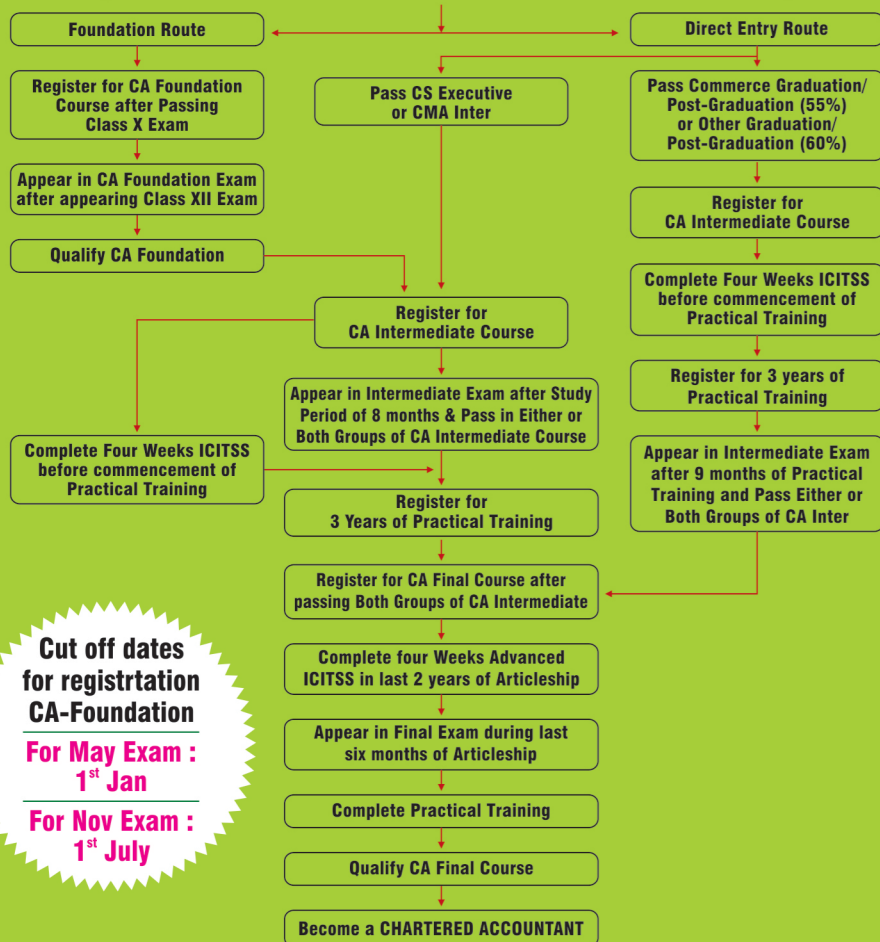 Foundation Route
Direct Entry Route
Register for CA Foundation
Course after Passing
Class X Exam
Pass CS Executive
or CMA Inter
Pass Commerce Graduation/
Post-Graduation (55%)
or Other Graduation/
Post-Graduation (60%)
Appear in CA Foundation Exam
after appearing Class XII Exam
Register for
CA Intermediate Course
Qualify CA Foundation
Complete Four Weeks ICITSS
before commencement of
Practical Training
Register for
CA Intermediate Course
Register for 3 years of
Practical Training
Appear in Intermediate Exam after Study
Period of 8 months & Pass in Either or
Both Groups of CA Intermediate Course
Complete Four Weeks ICITSS
before commencement of
Practical Training
Appear in Intermediate Exam
after 9 months of Practical
Training and Pass Either or
Both Groups of CA Inter
Register for
3 Years of Practical Training
Register for CA Final Course after
passing Both Groups of CA Intermediate
Complete four Weeks Advanced
ICITSS in last 2 years of Articleship
Appear in Final Exam during last
six months of Articleship
Complete Practical Training
Qualify CA Final Course
Become a CHARTERED ACCOUNTANT
Cut off dates
for registrtation
CA-Foundation
For May Exam :
1st Jan
For Nov Exam :
1st July